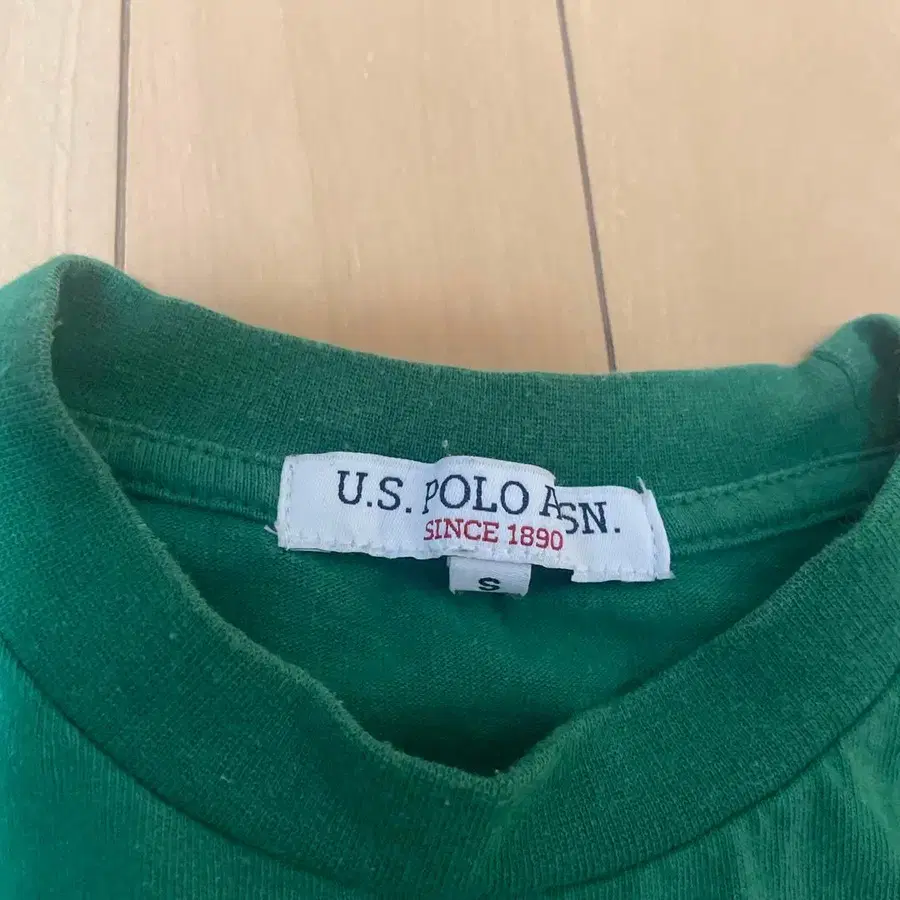 U.S. POLO ASN.
SINCE 1890
S